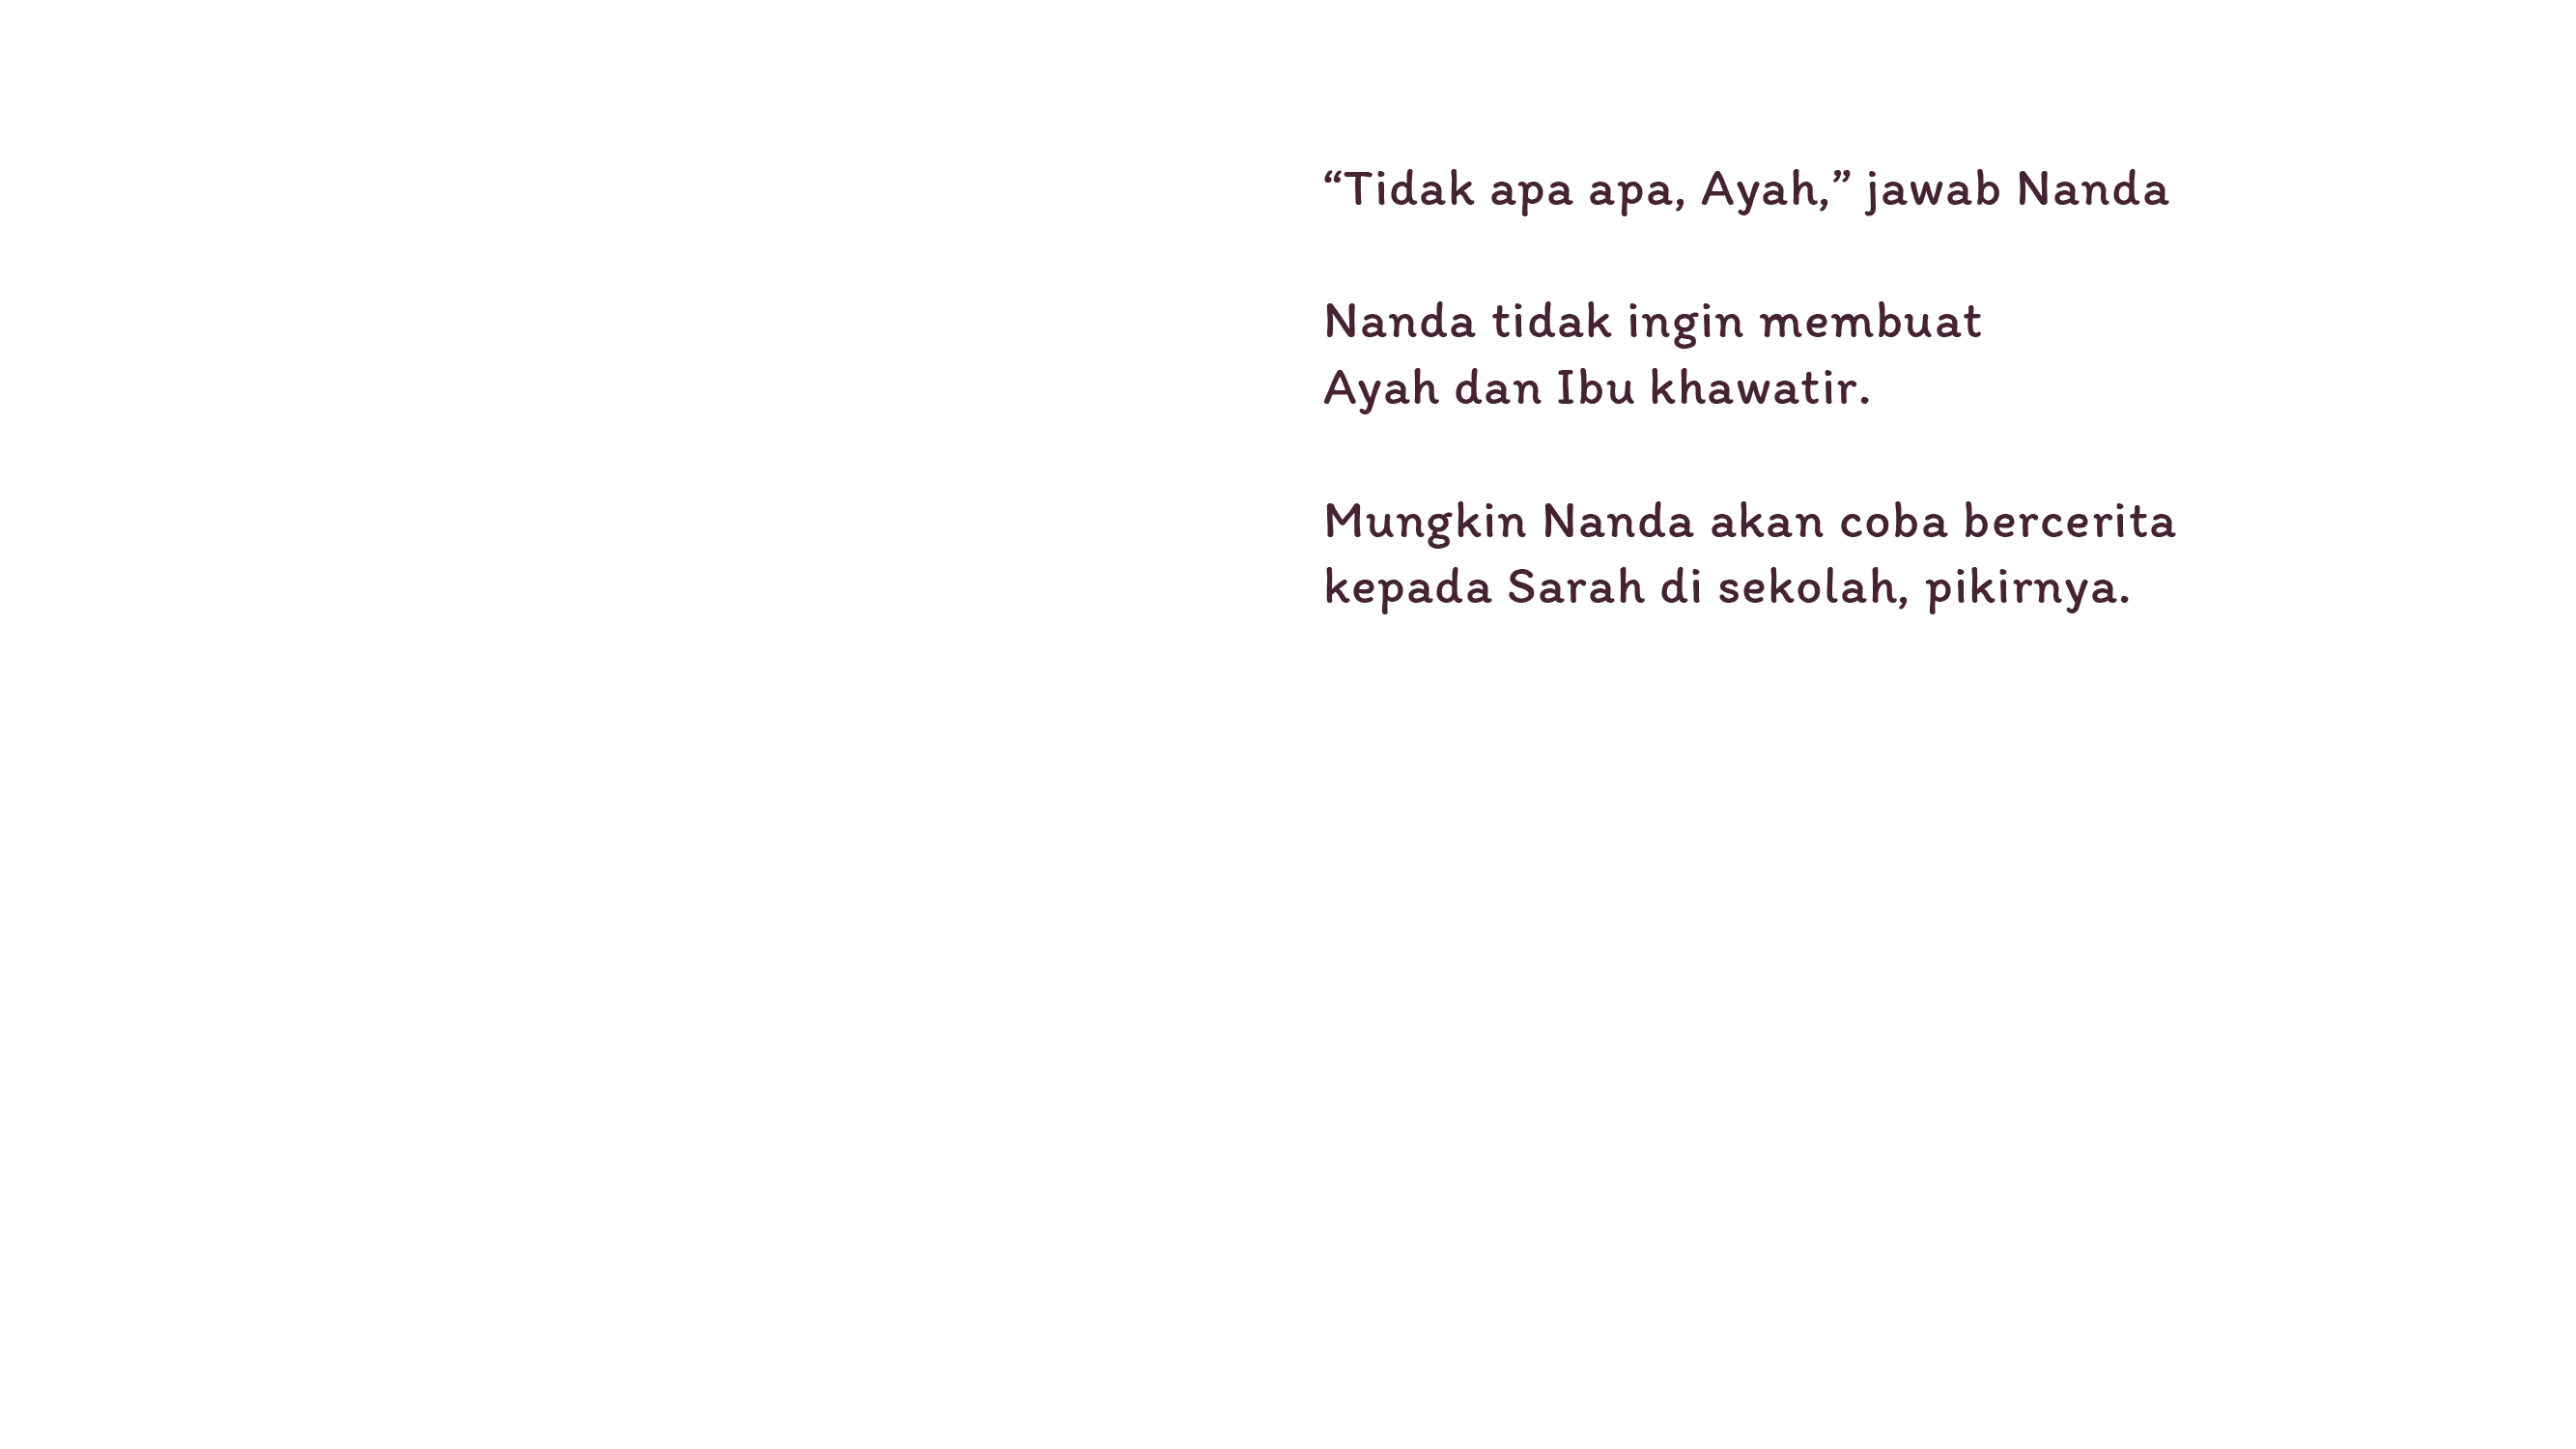 “Tidak apa apa, Ayah,” jawab Nanda
Nanda tidak ingin membuat
Ayah dan Ibu khawatir.
Mungkin Nanda akan coba bercerita
kepada Sarah di sekolah, pikirnya.